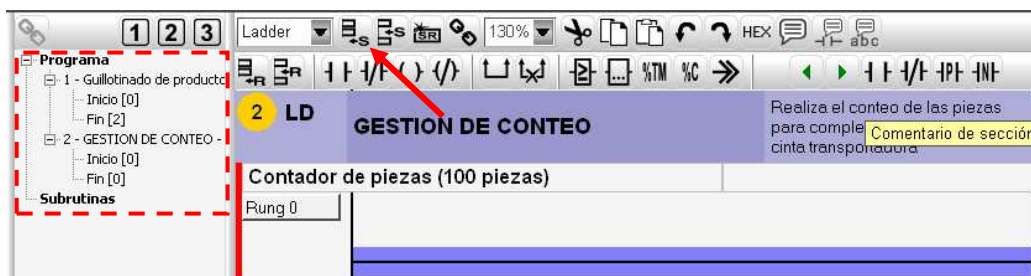 1 2 3
Ladder 130% HEX abc
%TM %C
Programa
1 - Guillotinado de producto
Inicio [0]
Fin [2]
2 - GESTION DE CONTEO -
Inicio [0]
Fin [0]
Subrutinas
2 LD
GESTION DE CONTEO
Realiza el conteo de las piezas
para comple
cinta transportadora
Comentario de sección
Contador de piezas (100 piezas)
Rung 0